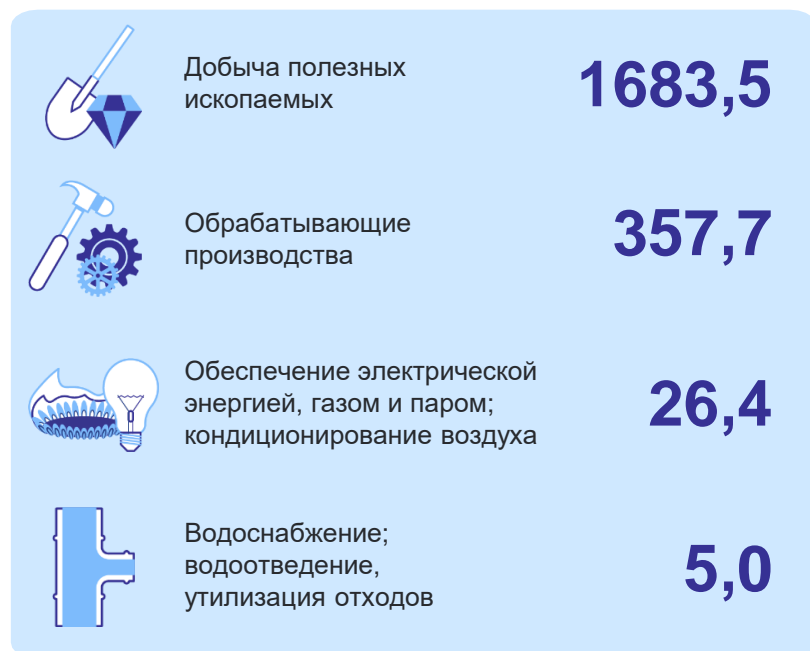 Добыча полезных
ископаемых
1683,5
Обрабатывающие
производства
357,7
Обеспечение электрической
энергией, газом и паром;
кондиционирование воздуха
26,4
Водоснабжение;
водоотведение,
утилизация отходов
5,0